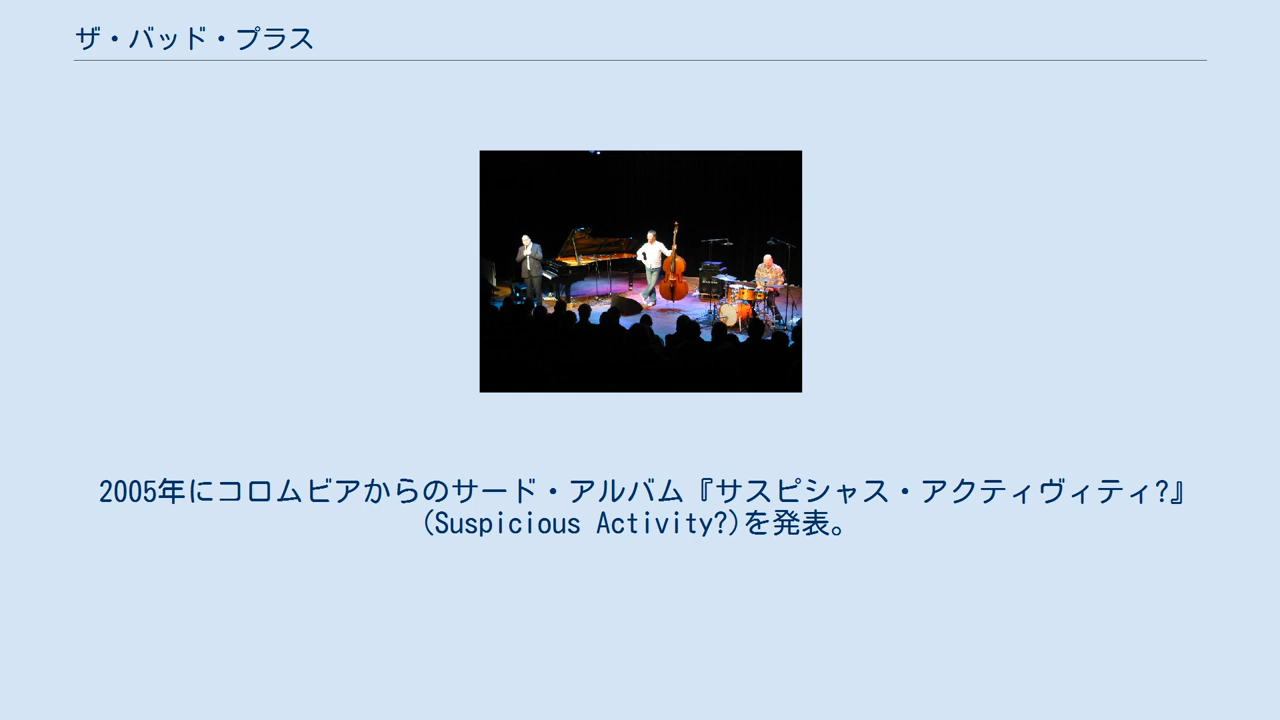 ザ・バッド・プラス
2005年にコロムビアからのサード・アルバム『サスピシャス・アクティヴィティ?』
(Suspicious Activity?)を発表。